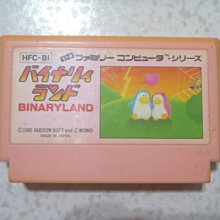 HFC-BI
ファミリー コンピュータ・シリーズ
バイナリィ
ランド
BINARYLAND
© 1985 HUDSON SOFT and © WOMO
MADE IN JAPAN